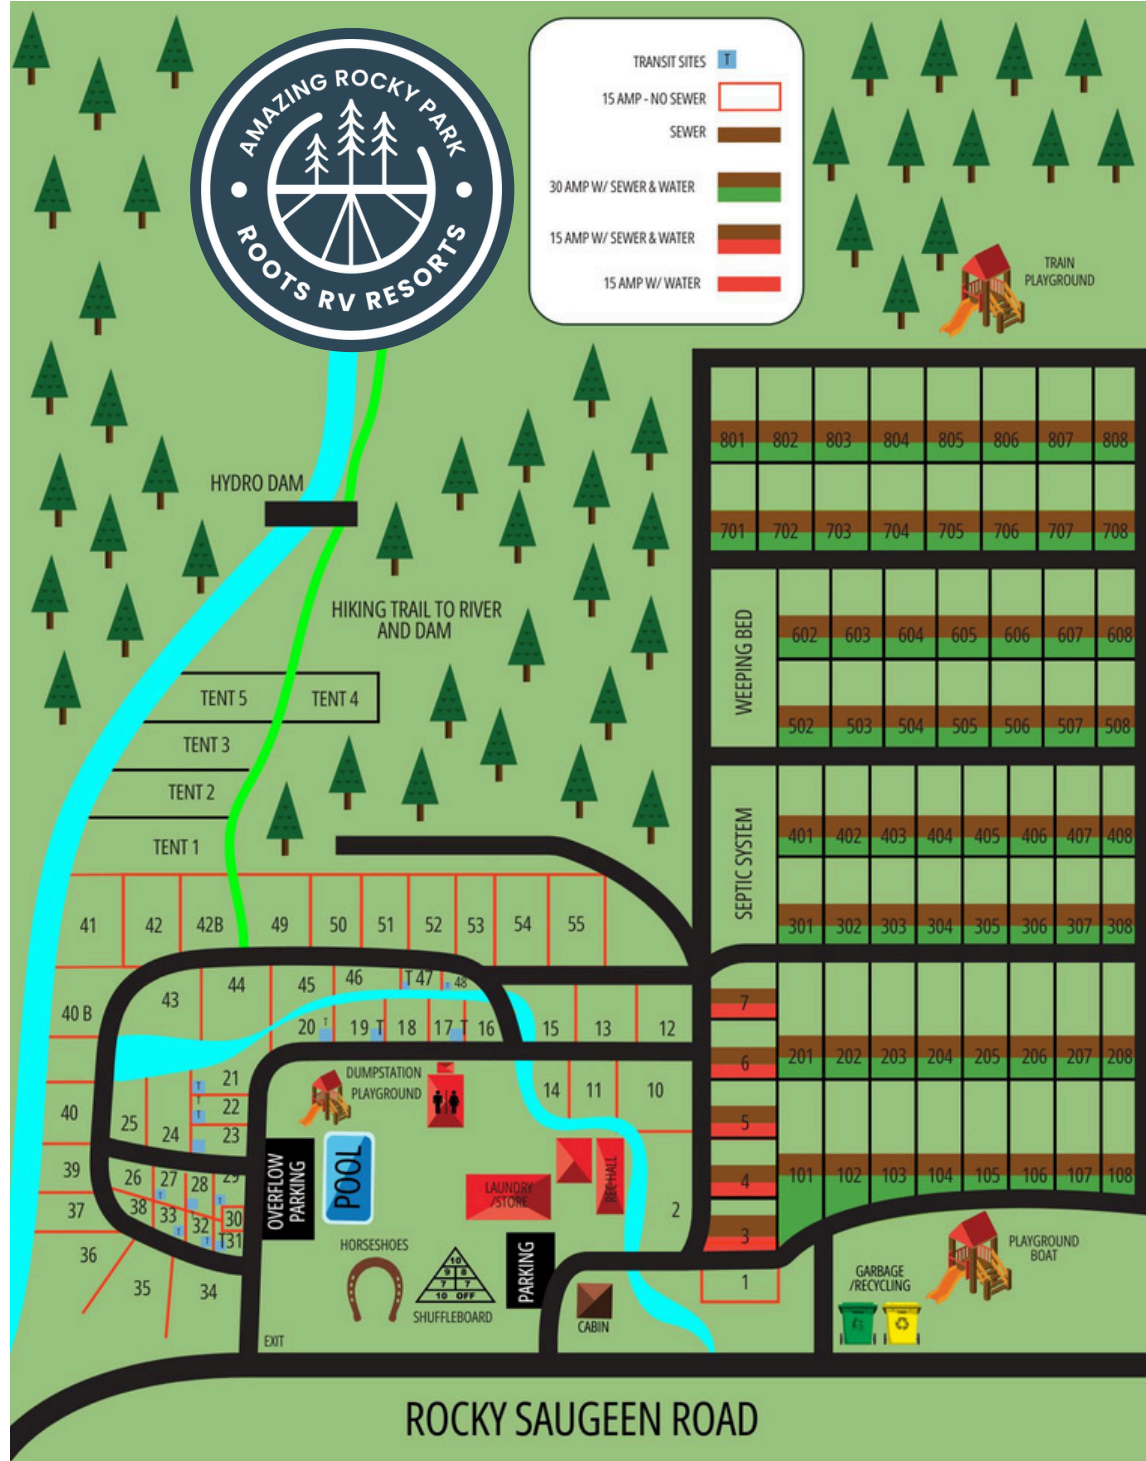 AMAZING ROCKY PARK
ROOTS RV RESORTS
TRANSIT SITES T
15 AMP - NO SEWER
SEWER
30 AMP W/ SEWER & WATER
15 AMP W/ SEWER & WATER
15 AMP W/ WATER
TRAIN
PLAYGROUND
801 802 803 804 805 806 807 808
HYDRO DAM
701 702 703 704 705 706 707 708
HIKING TRAIL TO RIVER
AND DAM
WEEPING BED
602 603 604 605 606 607 608
502 503 504 505 506 507 508
TENT 5 TENT 4
TENT 3
TENT 2
TENT 1
SEPTIC SYSTEM
401 402 403 404 405 406 407 408
301 302 303 304 305 306 307 308
41 42 42B 49 50 51 52 53 54 55
43 44 45 46 T 47 T 48
40 B
20 T 19 T 18 17 T 16 15 13 12
7
6
5
4
3
201 202 203 204 205 206 207 208
101 102 103 104 105 106 107 108
DUMPSTATION
PLAYGROUND
14 11 10
T 21
T 22
23
40 25 24
39 26 27 28 29
T T
37 38 33 32 30
T T31
36 35 34
OVERFLOW
PARKING
POOL
LAUNDRY
/STORE
REC HALL
2
HORSESHOES
10
9 8
7 7
10 OFF
SHUFFLEBOARD
PARKING
CABIN
1
PLAYGROUND
BOAT
GARBAGE
/RECYCLING
EXIT
ROCKY SAUGEEN ROAD